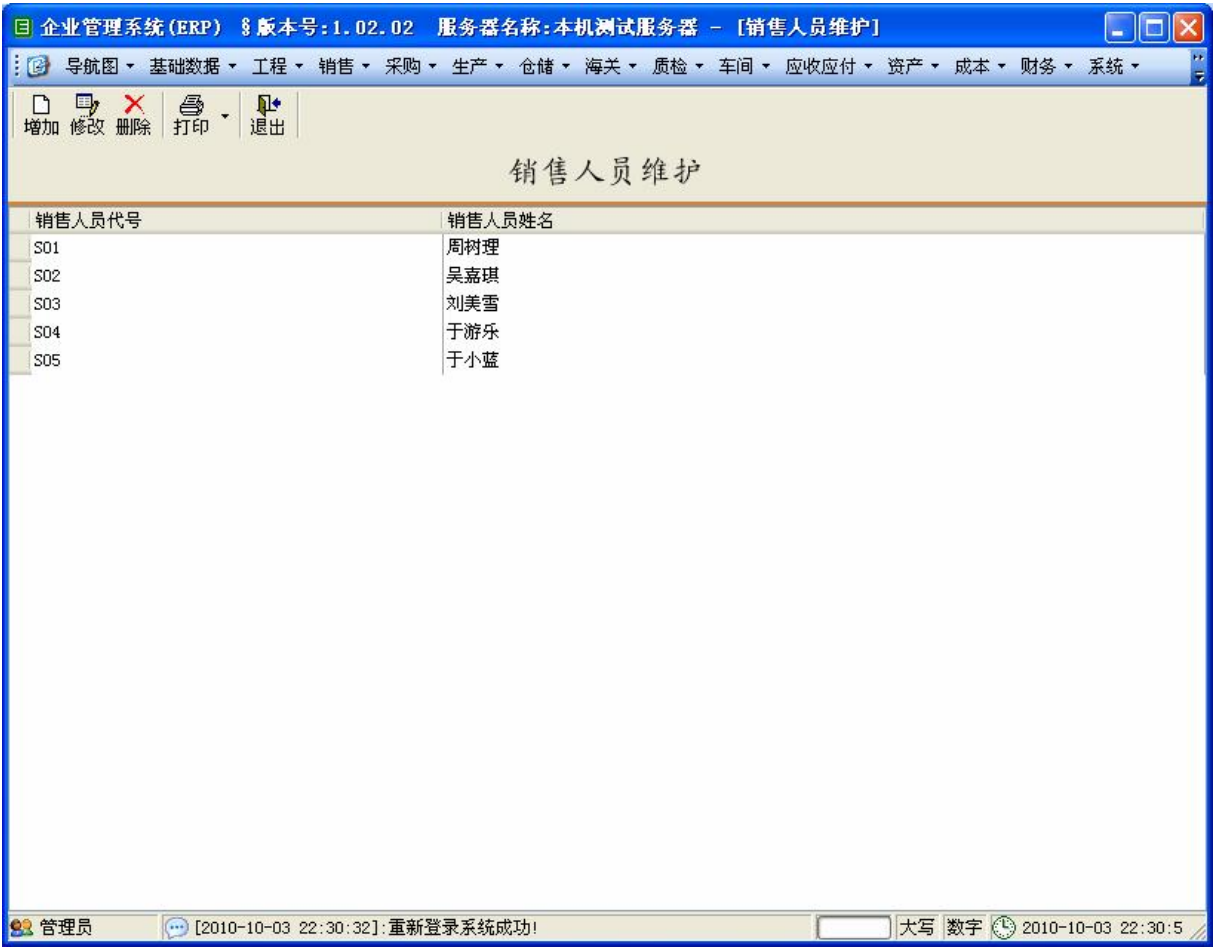 企业管理系统(ERP) §版本号:1.02.02 服务器名称:本机测试服务器 - [销售人员维护]
导航图 基础数据 工程 销售 采购 生产 仓储 海关 质检 车间 应收应付 资产 成本 财务 系统
增加 修改 删除 打印 退出
销售人员维护
销售人员代号 销售人员姓名
S01 周树理
S02 吴嘉琪
S03 刘美雪
S04 于游乐
S05 于小蓝
管理员 [2010-10-03 22:30:32]:重新登录系统成功! 大写 数字 2010-10-03 22:30:5